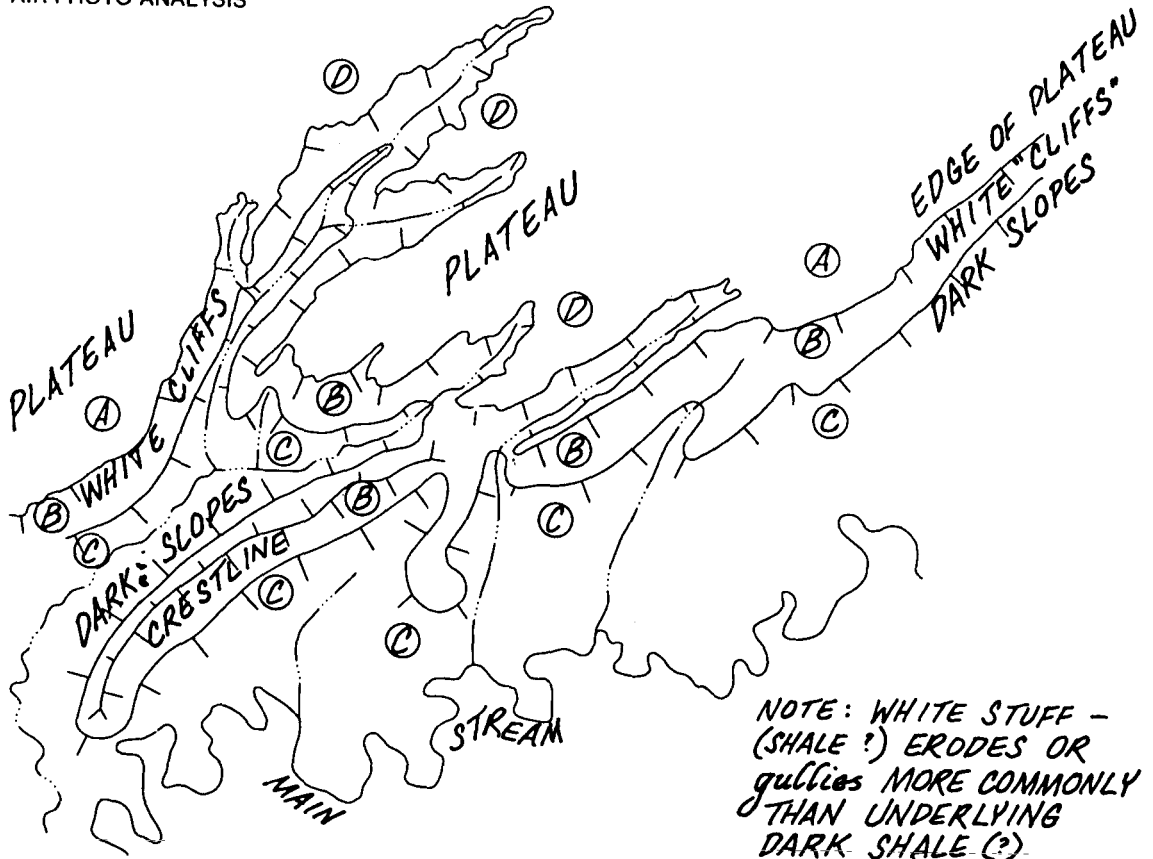 AIR PHOTO ANALYSIS
D
D
EDGE OF PLATEAU
WHITE "CLIFFS"
DARK SLOPES
PLATEAU
A
PLATEAU
D
A
WHITE CLIFFS
B
B
C
C
B
B
C
B
C
DARK SLOPES
CRESTLINE
C
C
MAIN STREAM
NOTE: WHITE STUFF –
(SHALE ?) ERODES OR
gullies MORE COMMONLY
THAN UNDERLYING
DARK SHALE (?)